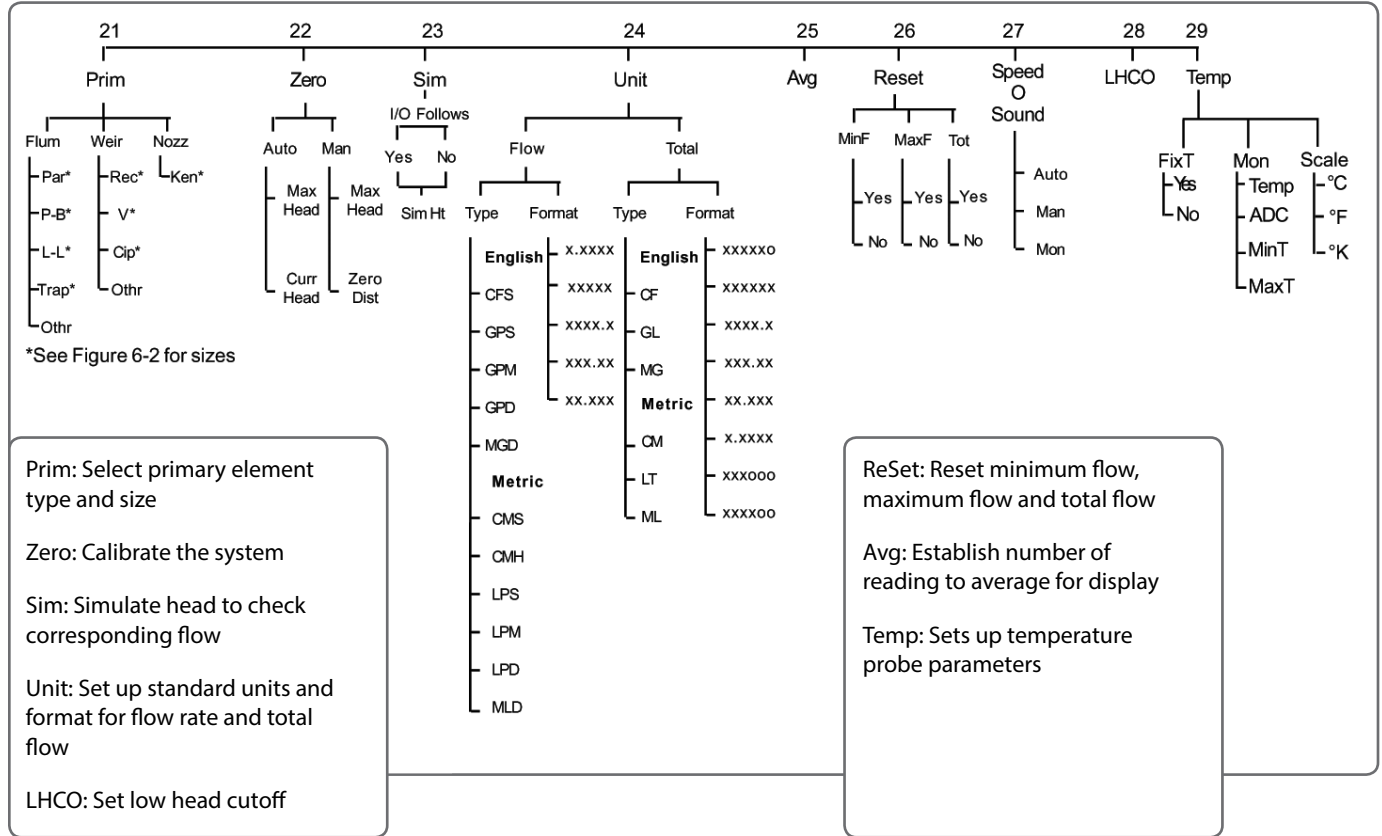 21 22 23 24 25 26 27 28 29
Prim Zero Sim Unit Avg Reset Speed O Sound LHCO Temp
Flum Weir Nozz
Par* Rec* Ken*
P-B* V*
L-L* Cip*
Trap* Othr
Othr
*See Figure 6-2 for sizes
Auto Man
Max Head Max Head
Curr Head Zero Dist
I/O Follows
Yes No
Sim Ht
Flow Total
Type Format Type Format
English
CFS
GPS
GPM
GPD
MGD
Metric
CMS
CMH
LPS
LPM
LPD
MLD
x.xxxx
xxxxx
xxxx.x
xxx.xx
xx.xxx
English
CF
GL
MG
Metric
CM
LT
ML
xxxxxo
xxxxxx
xxxx.x
xxx.xx
xx.xxx
x.xxxx
xxxooo
xxxxoo
MinF MaxF Tot
Yes Yes Yes
No No No
Auto
Man
Mon
FixT Mon Scale
Yes
No
Temp
ADC
MinT
MaxT
°C
°F
°K
Prim: Select primary element
type and size
Zero: Calibrate the system
Sim: Simulate head to check
corresponding flow
Unit: Set up standard units and
format for flow rate and total
flow
LHCO: Set low head cutoff
ReSet: Reset minimum flow,
maximum flow and total flow
Avg: Establish number of
reading to average for display
Temp: Sets up temperature
probe parameters